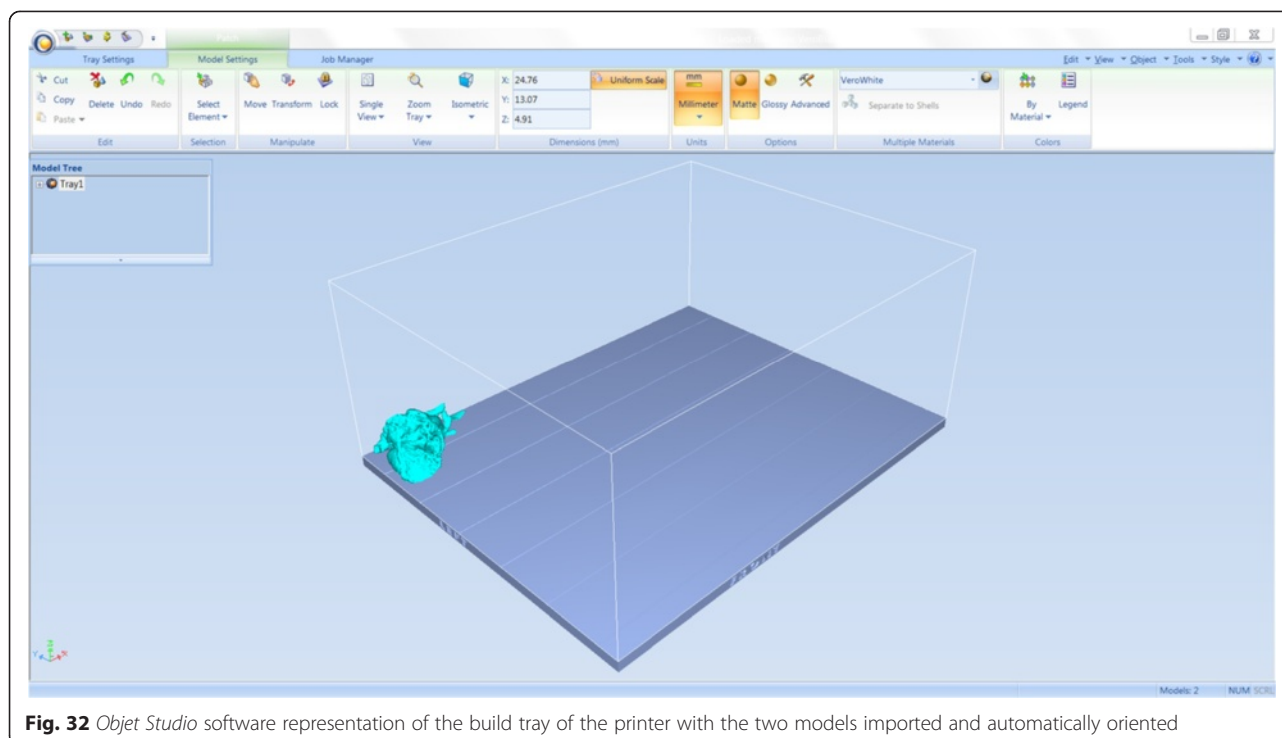 Patch
Tray Settings Model Settings Job Manager Edit View Object Tools Style
Cut
Copy
Paste
Delete Undo Redo
Edit
Select Element
Selection
Move Transform Lock
Manipulate
Single View
Zoom Tray
Isometric
View
X: 24.76
Y: 13.07
Z: 4.91
Uniform Scale
Dimensions (mm)
mm
Millimeter
Units
Matte Glossy Advanced
Options
VeroWhite
Separate to Shells
Multiple Materials
By Material
Legend
Colors
Model Tree
Tray1
Y X
Models: 2 NUM SCRL
Fig. 32 Objet Studio software representation of the build tray of the printer with the two models imported and automatically oriented